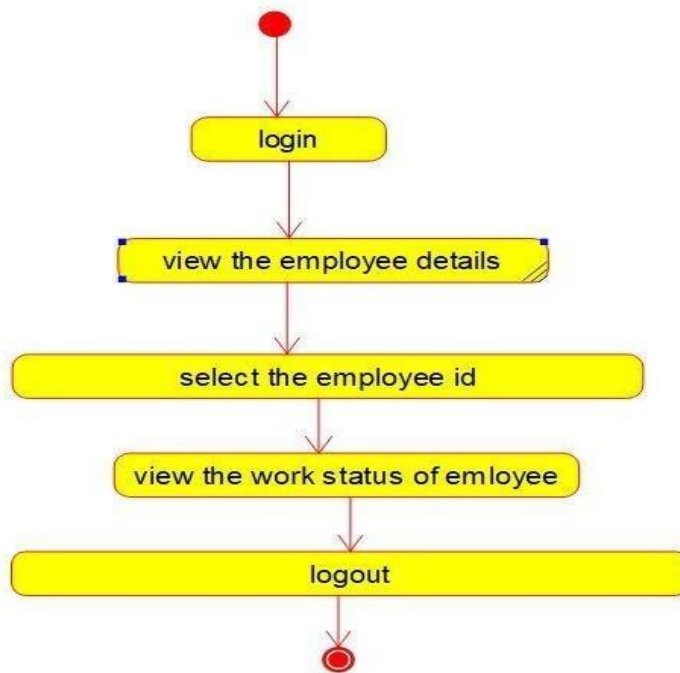 login
view the employee details
select the employee id
view the work status of emloyee
logout